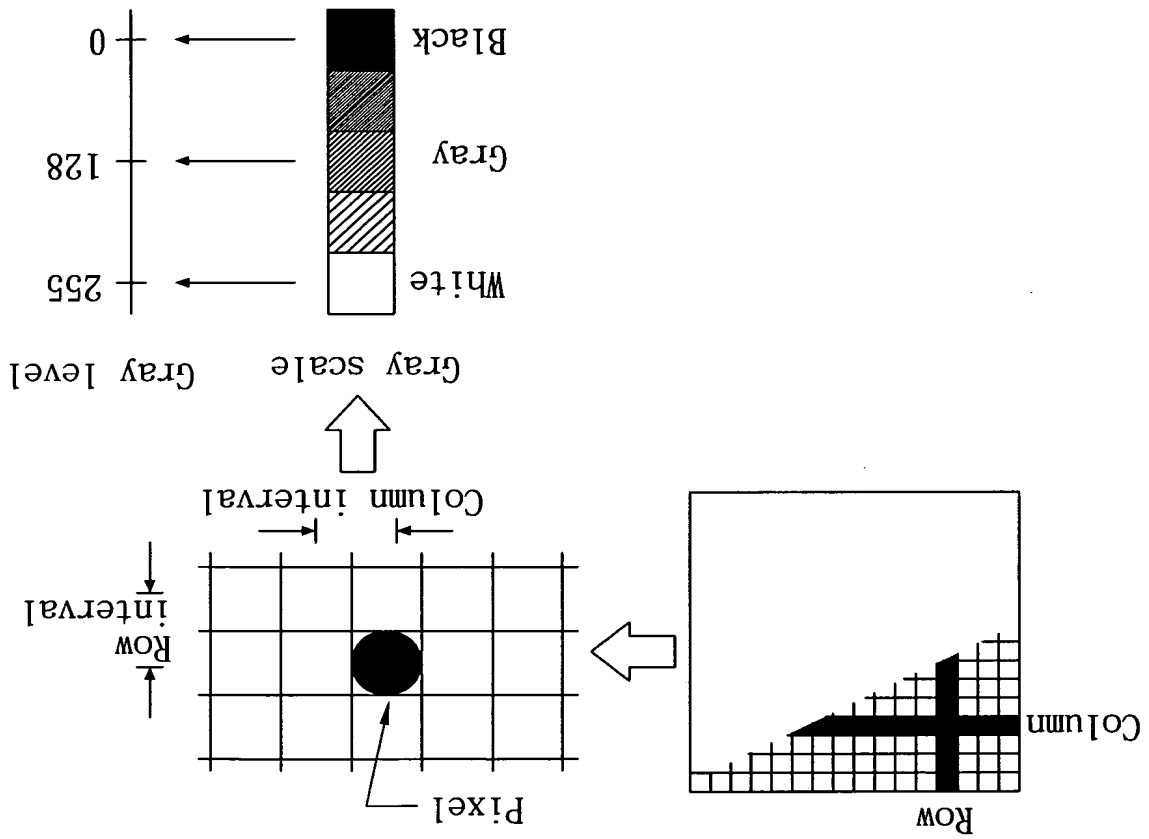 Row
Column
Pixel
Row
interval
Column interval
Gray scale
Gray level
White
255
Gray
128
Black
0